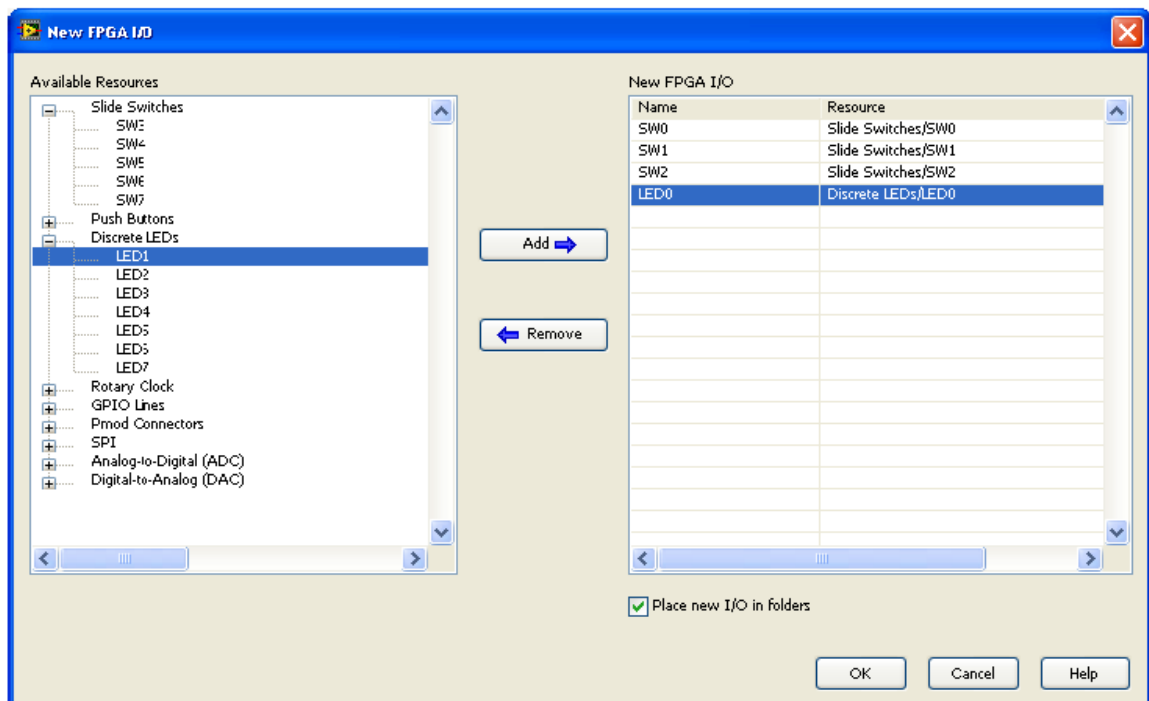 New FPGA I/O
Available Resources
Slide Switches
SW3
SW4
SW5
SW6
SW7
Push Buttons
Discrete LEDs
LED1
LED2
LED3
LED4
LED5
LED6
LED7
Rotary Clock
GPIO Lines
Pmod Connectors
SPI
Analog-to-Digital (ADC)
Digital-to-Analog (DAC)
Add
Remove
New FPGA I/O
Name Resource
SW0 Slide Switches/SW0
SW1 Slide Switches/SW1
SW2 Slide Switches/SW2
LED0 Discrete LEDs/LED0
Place new I/O in folders
OK Cancel Help